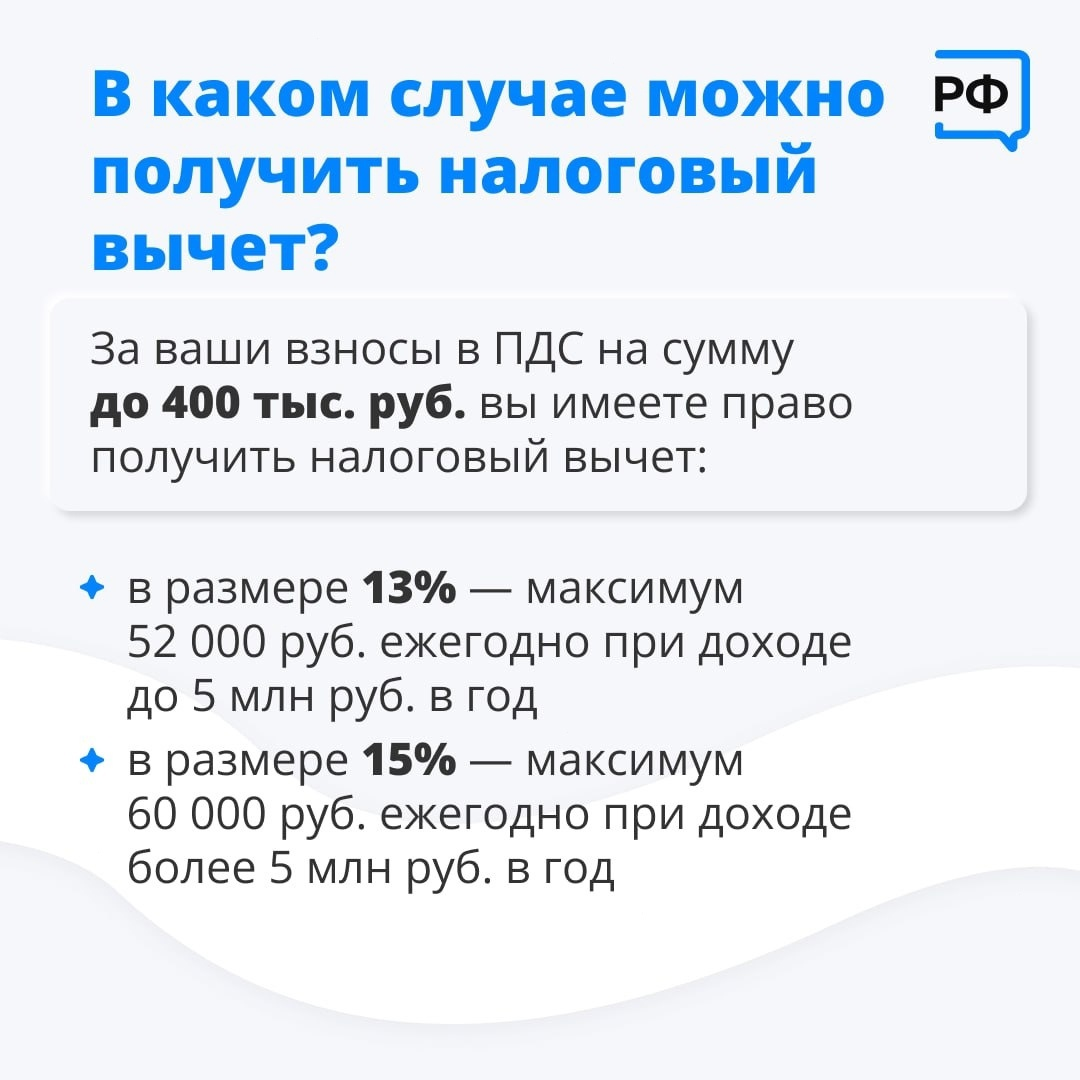 В каком случае можно
получить налоговый
вычет?
РФ
За ваши взносы в ПДС на сумму
до 400 тыс. руб. вы имеете право
получить налоговый вычет:
в размере 13% — максимум
52 000 руб. ежегодно при доходе
до 5 млн руб. в год
в размере 15% — максимум
60 000 руб. ежегодно при доходе
более 5 млн руб. в год